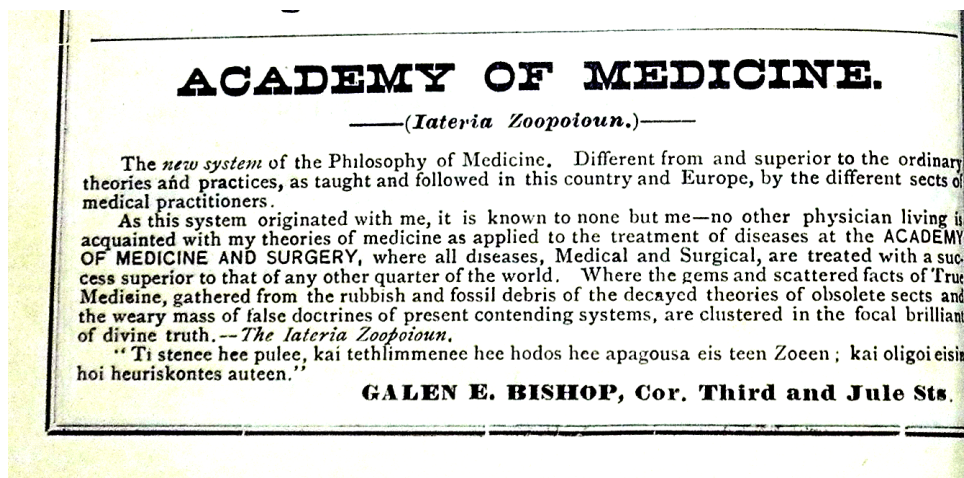 ACADEMY OF MEDICINE.
(Iateria Zoopoioun.)
The new system of the Philosophy of Medicine. Different from and superior to the ordinary
theories and practices, as taught and followed in this country and Europe, by the different sects of
medical practitioners.
As this system originated with me, it is known to none but me—no other physician living is
acquainted with my theories of medicine as applied to the treatment of diseases at the ACADEMY
OF MEDICINE AND SURGERY, where all diseases, Medical and Surgical, are treated with a suc-
cess superior to that of any other quarter of the world. Where the gems and scattered facts of True
Medicine, gathered from the rubbish and fossil debris of the decayed theories of obsolete sects and
the weary mass of false doctrines of present contending systems, are clustered in the focal brilliant
of divine truth.—The Iateria Zoopoioun.
"Ti stenee hee pulee, kai tethlimmenee hee hodos hee apagousa eis teen Zoeen; kai oligoi eisin
hoi heuriskontes auteen."
GALEN E. BISHOP, Cor. Third and Jule Sts.